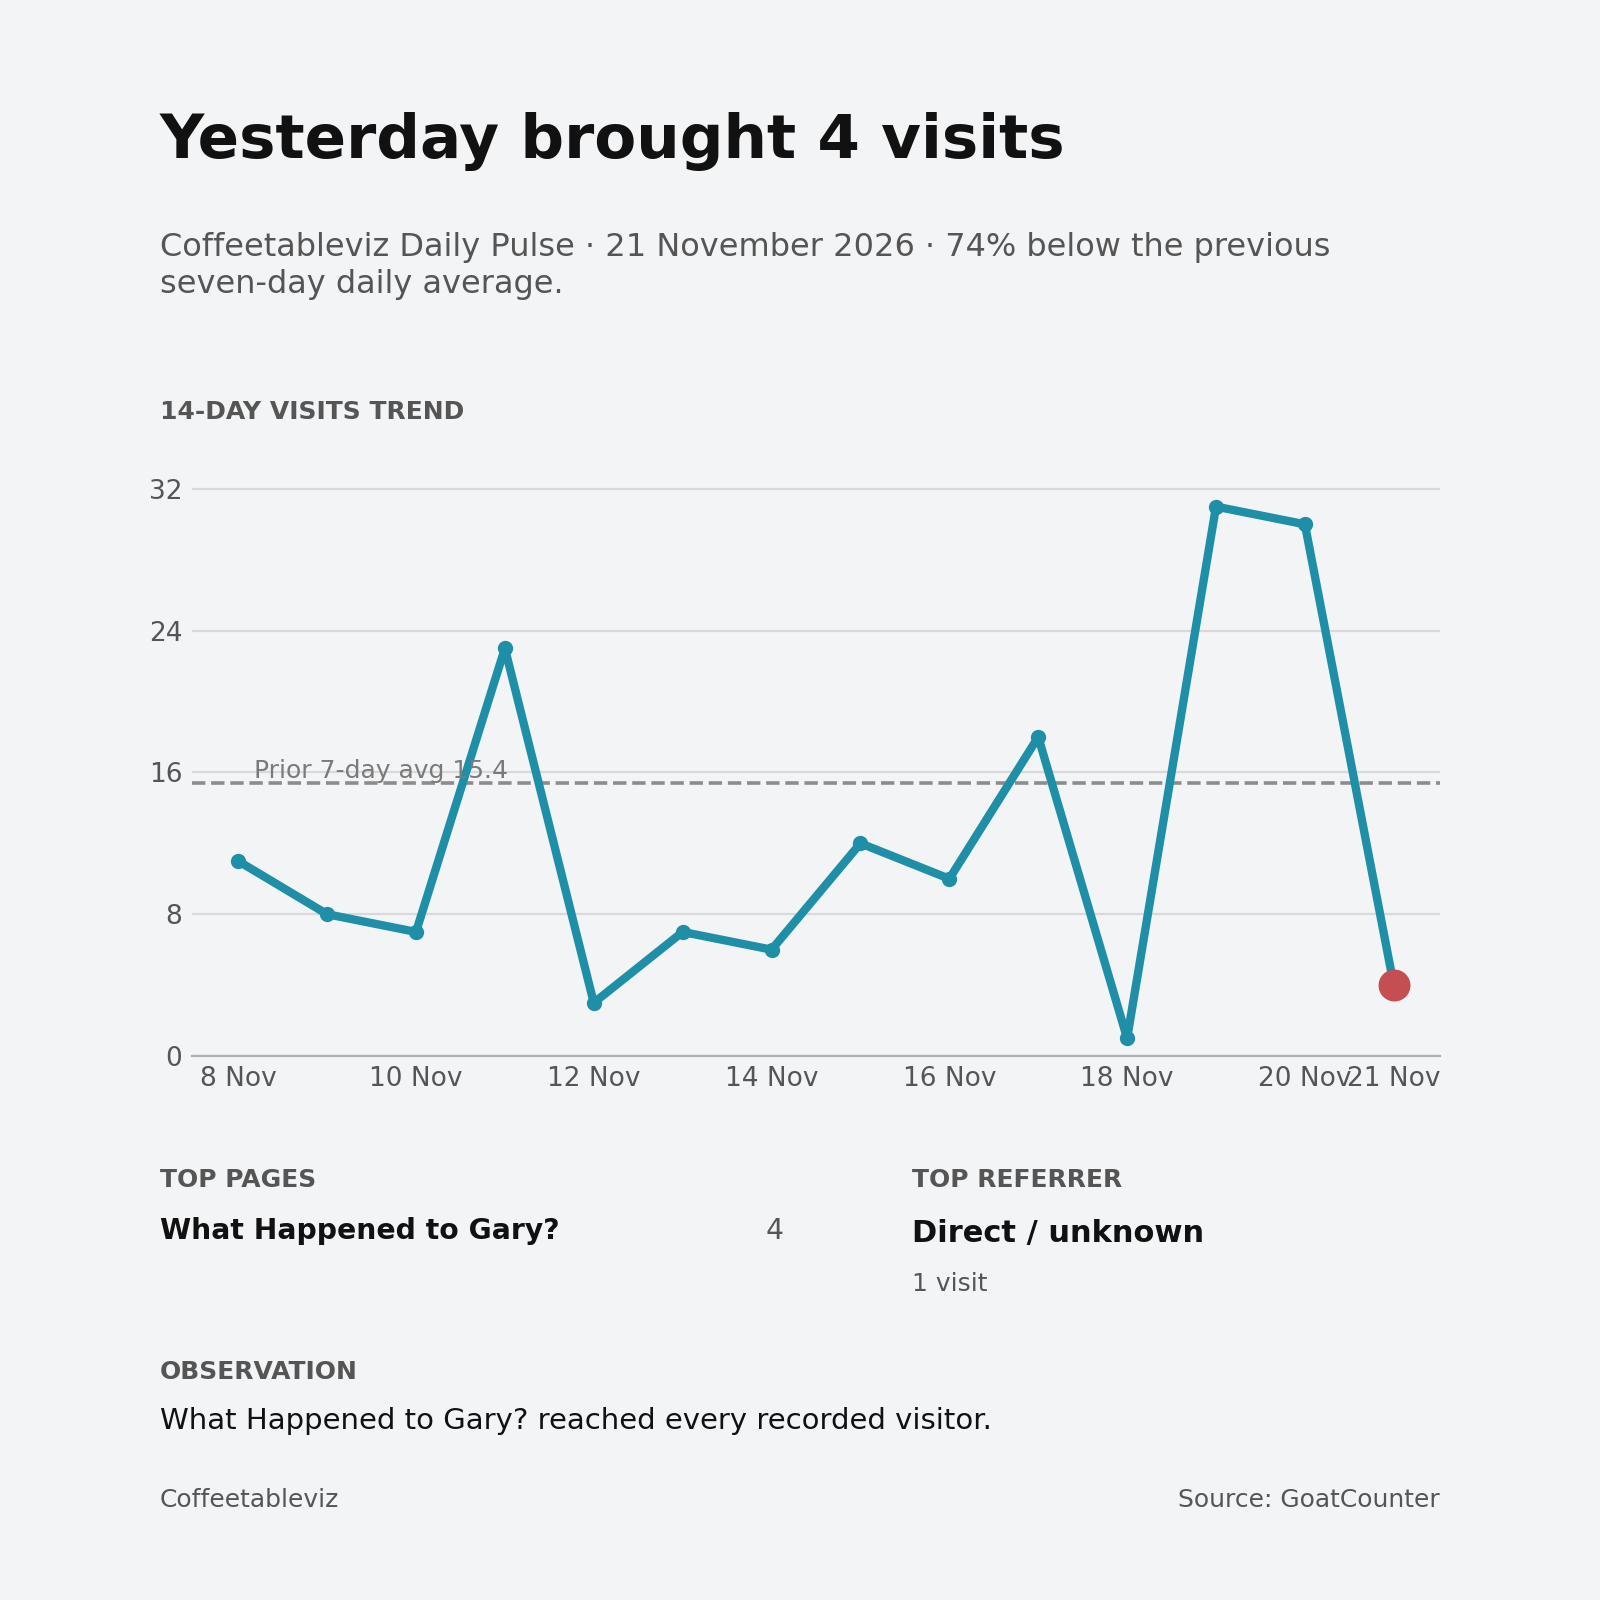 Yesterday brought 4 visits
Coffeetableviz Daily Pulse · 21 November 2026 · 74% below the previous
seven-day daily average.
14-DAY VISITS TREND
32
24
16
Prior 7-day avg 15.4
8
0
8 Nov
10 Nov
12 Nov
14 Nov
16 Nov
18 Nov
20 Nov
21 Nov
TOP PAGES
What Happened to Gary? 4
TOP REFERRER
Direct / unknown
1 visit
OBSERVATION
What Happened to Gary? reached every recorded visitor.
Coffeetableviz
Source: GoatCounter